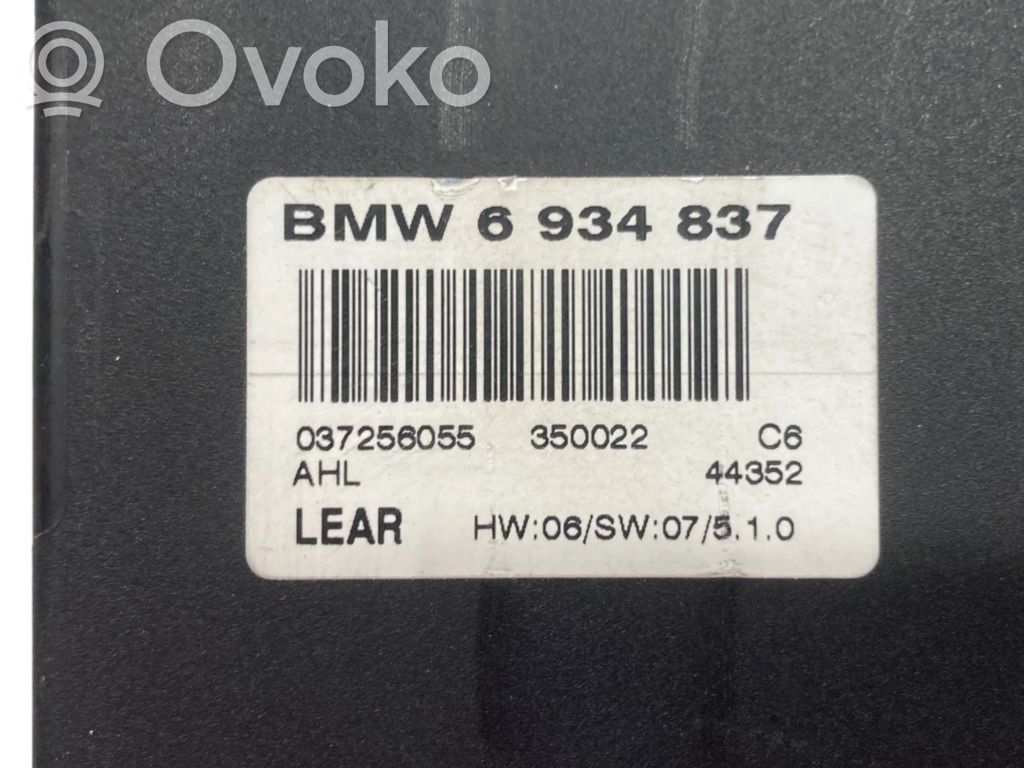 Ovoko
BMW 6 934 837
037256055 350022 C6
AHL 44352
LEAR HW:06/SW:07/5.1.0